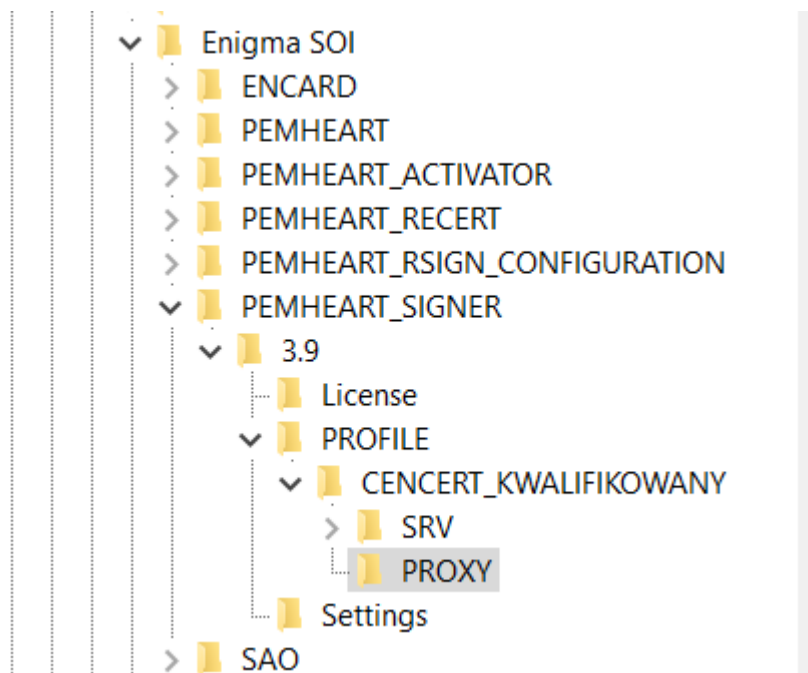 Enigma SOI
ENCARD
PEMHEART
PEMHEART_ACTIVATOR
PEMHEART_RECERT
PEMHEART_RSIGN_CONFIGURATION
PEMHEART_SIGNER
3.9
License
PROFILE
CENCERT_KWALIFIKOWANY
SRV
PROXY
Settings
SAO